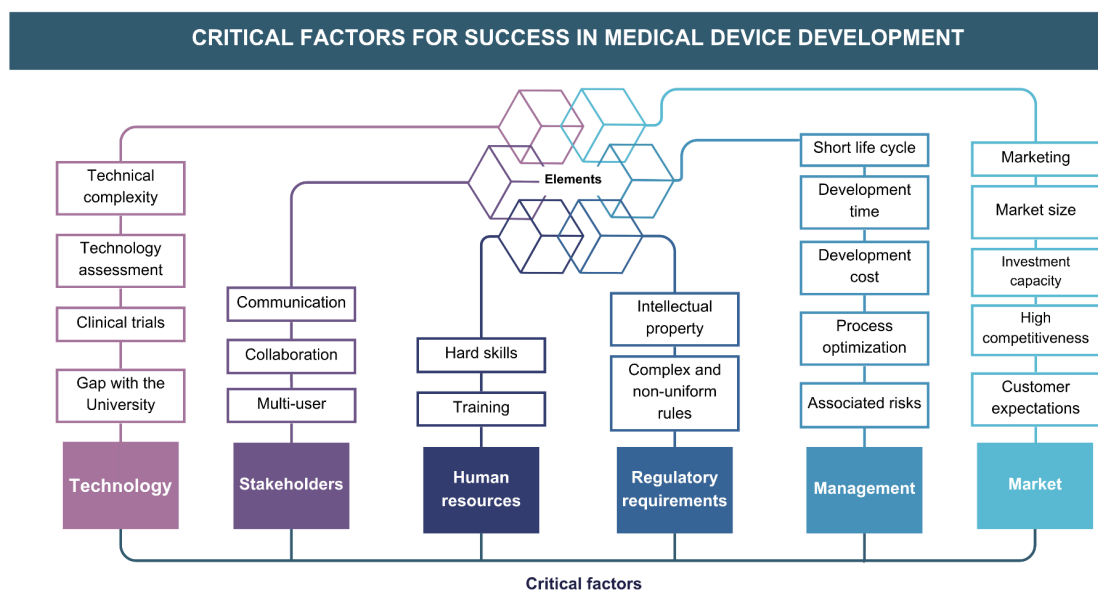 CRITICAL FACTORS FOR SUCCESS IN MEDICAL DEVICE DEVELOPMENT
Elements
Technical
complexity
Technology
assessment
Clinical trials
Gap with the
University
Technology
Communication
Collaboration
Multi-user
Stakeholders
Hard skills
Training
Human
resources
Intellectual
property
Complex and
non-uniform
rules
Regulatory
requirements
Short life cycle
Development
time
Development
cost
Process
optimization
Associated risks
Management
Marketing
Market size
Investment
capacity
High
competitiveness
Customer
expectations
Market
Critical factors